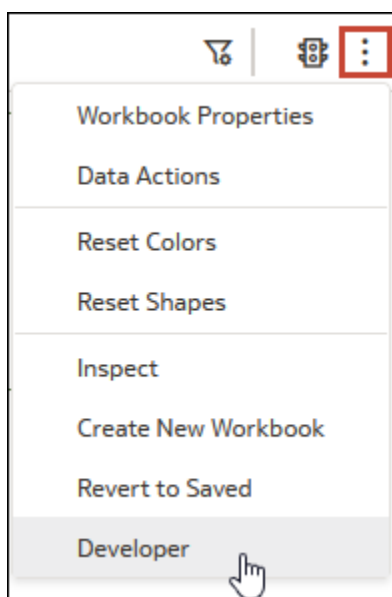 Workbook Properties
Data Actions
Reset Colors
Reset Shapes
Inspect
Create New Workbook
Revert to Saved
Developer